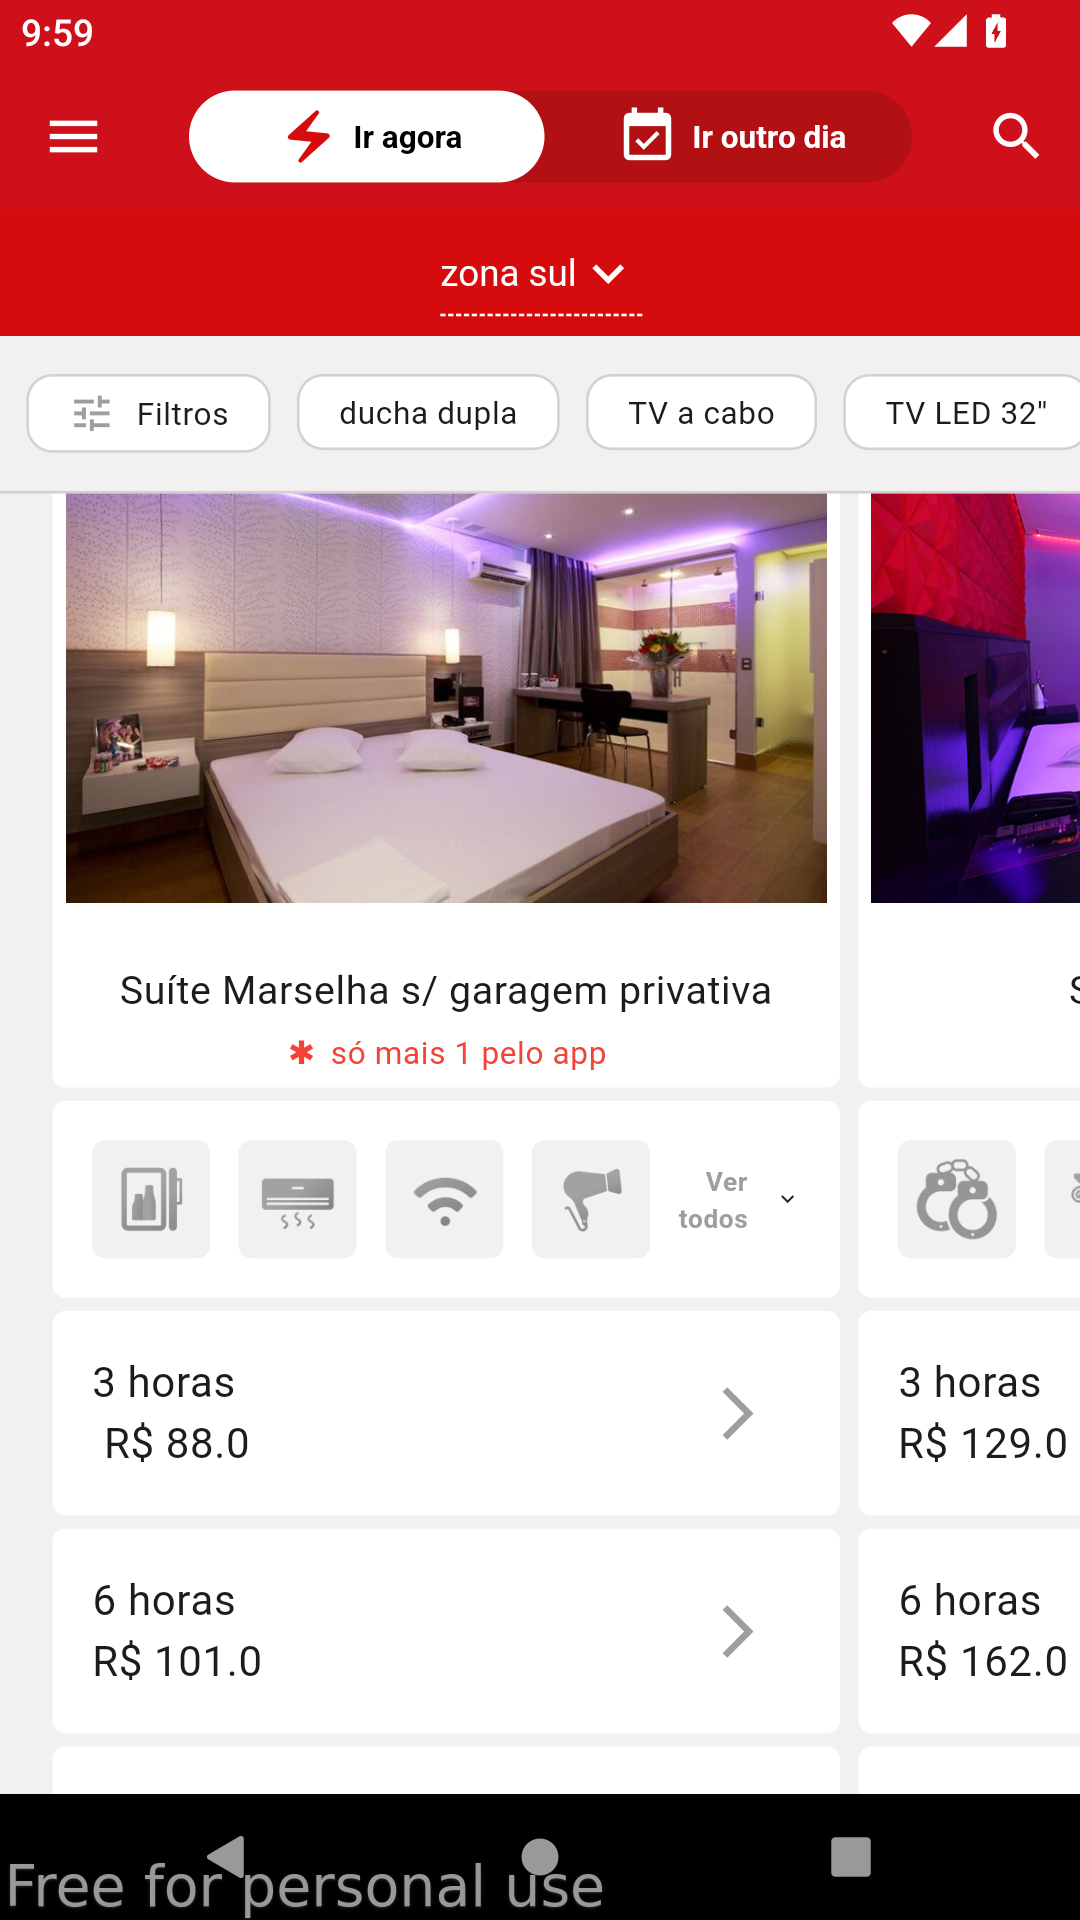 9:59
Ir agora
Ir outro dia
zona sul
Filtros
ducha dupla
TV a cabo
TV LED 32"
Suíte Marselha s/ garagem privativa
✱ só mais 1 pelo app
Ver
todos
3 horas
R$ 88.0
3 horas
R$ 129.0
6 horas
R$ 101.0
6 horas
R$ 162.0
Free for personal use